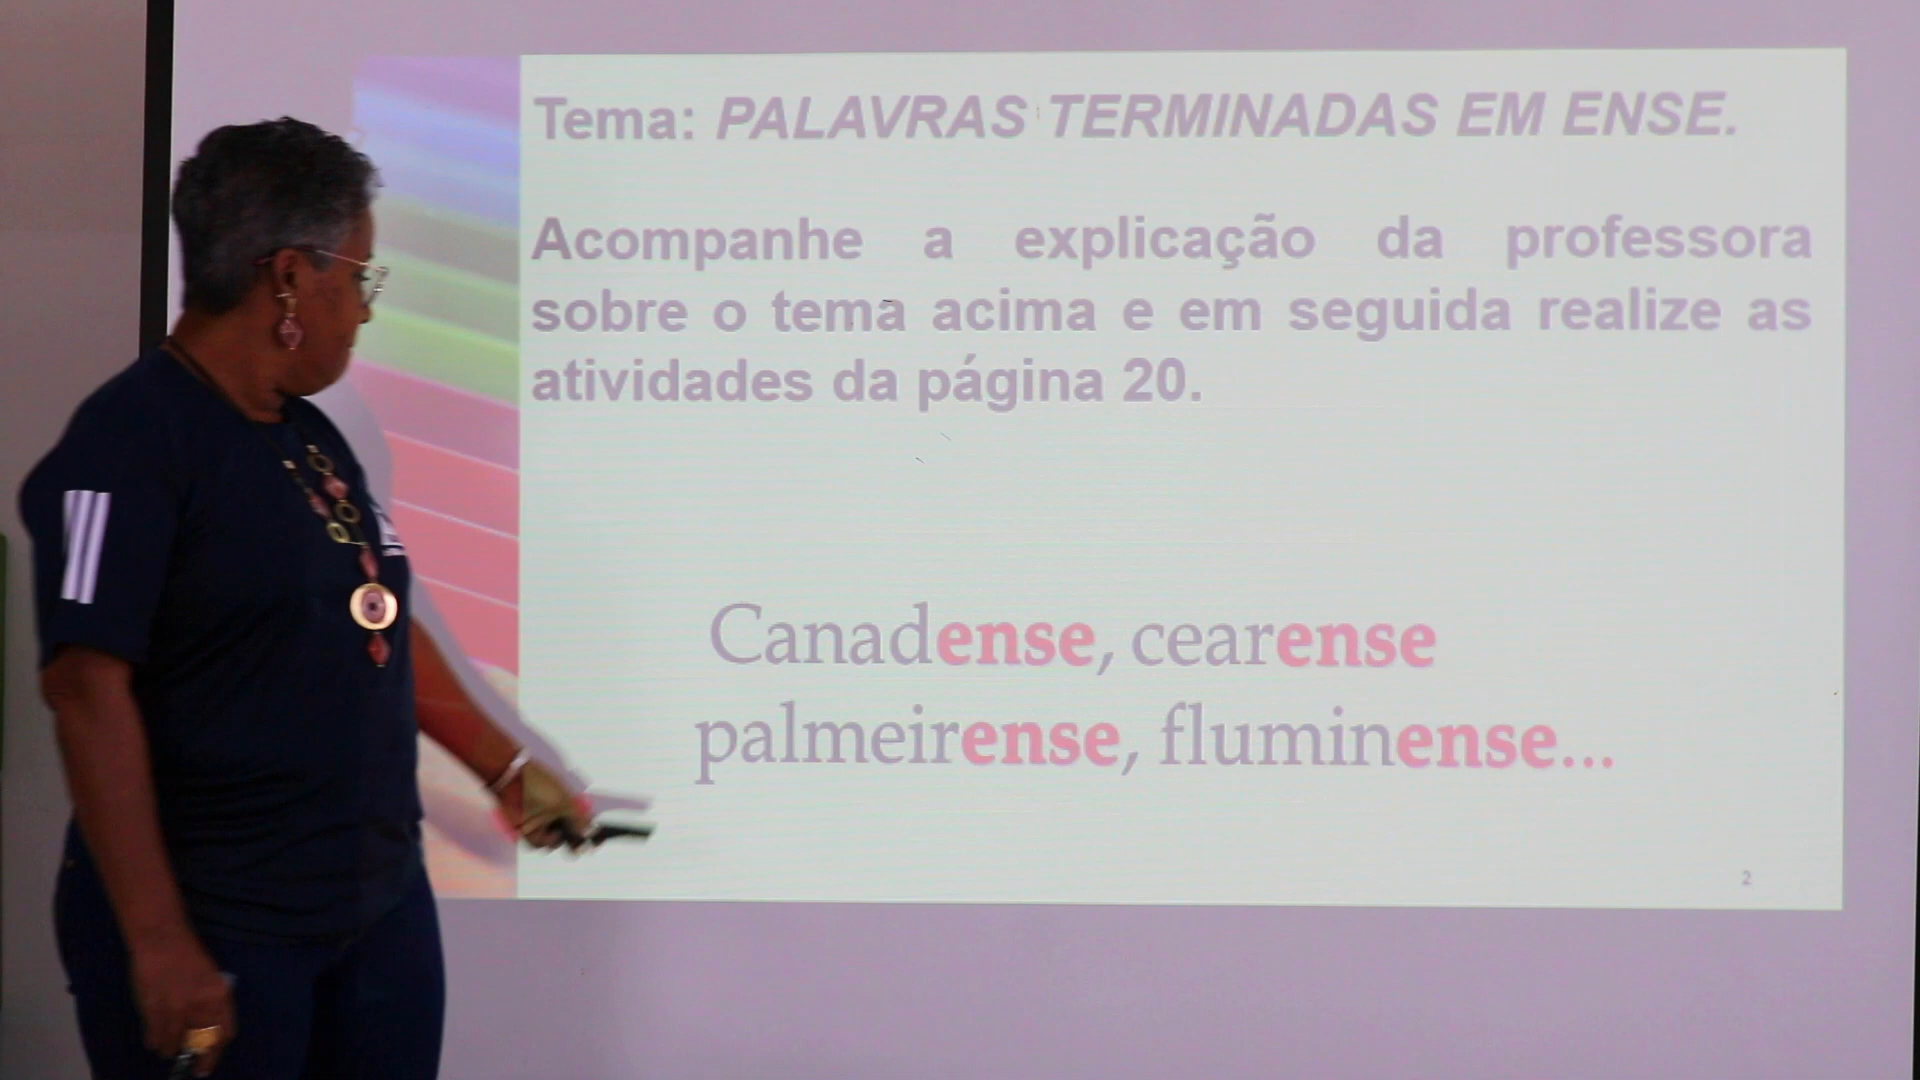 Tema: PALAVRAS TERMINADAS EM ENSE.
Acompanhe a explicação da professora
sobre o tema acima e em seguida realize as
atividades da página 20.
Canadense, cearense
palmeirense, fluminense...
2